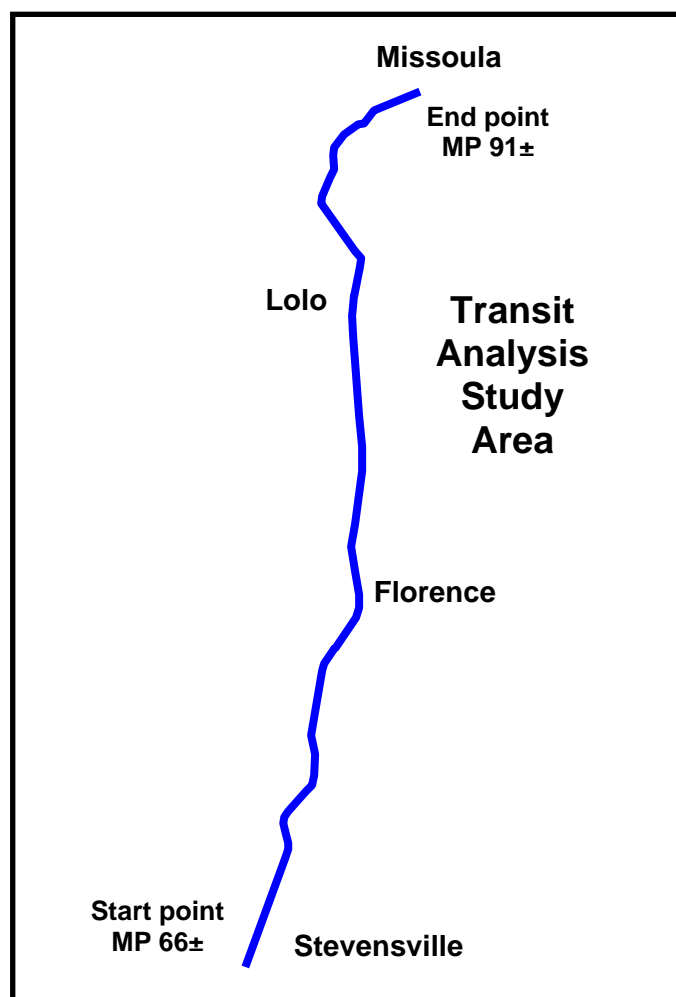 Missoula
End point
MP 91±
Lolo
Transit
Analysis
Study
Area
Florence
Start point
MP 66±
Stevensville